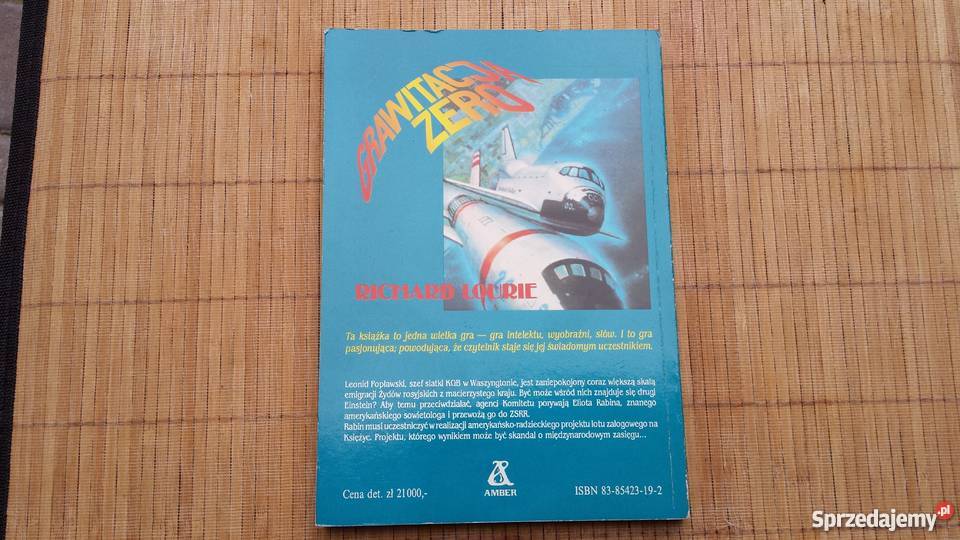 GRAWITACJA
ZERO
RICHARD LOURIE
Ta książka to jedna wielka gra — gra intelektu, wyobraźni, słów. I to gra
pasjonująca; powodująca, że czytelnik staje się jej świadomym uczestnikiem.
Leonid Popławski, szef siatki KGB w Waszyngtonie, jest zaniepokojony coraz większą skalą
emigracji Żydów rosyjskich z macierzystego kraju. Być może wśród nich znajduje się drugi
Einstein? Aby temu przeciwdziałać, agenci Komitetu porywają Eliota Rabina, znanego
amerykańskiego sowietologa i przewożą go do ZSRR.
Rabin musi uczestniczyć w realizacji amerykańsko-radzieckiego projektu lotu załogowego na
Księżyc. Projektu, którego wynikiem może być skandal o międzynarodowym zasięgu...
Cena det. zł 21 000,-
AMBER
ISBN 83-85423-19-2
Sprzedajemy.pl